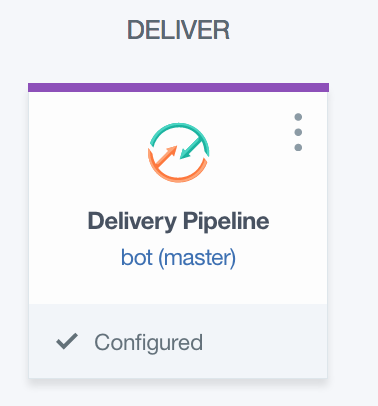 DELIVER
Delivery Pipeline
bot (master)
Configured